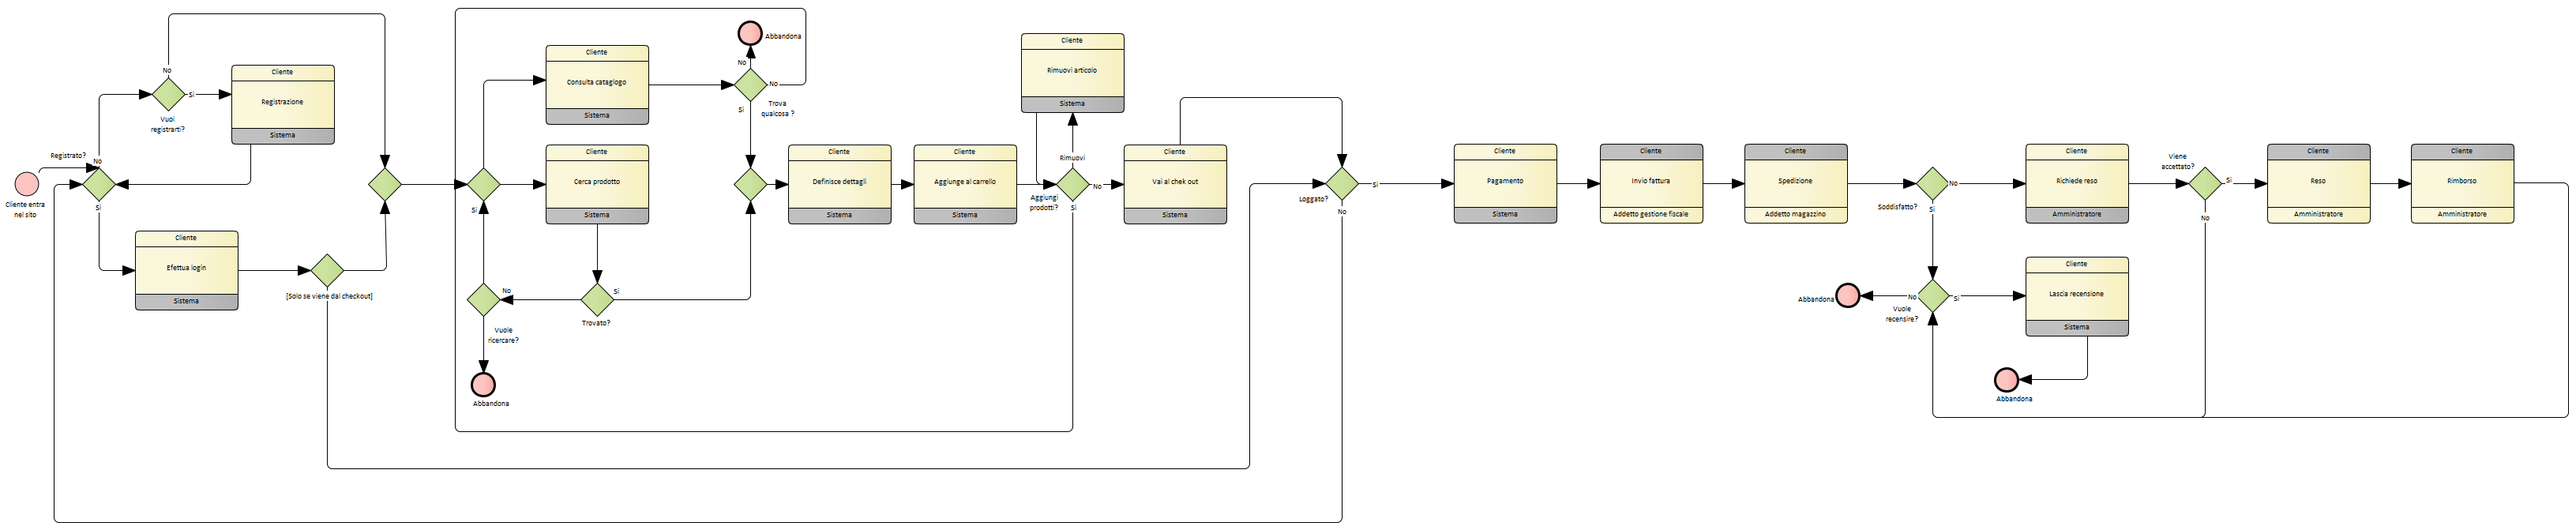 Cliente entra
nel sito
Registrato?
No
Si
No
Vuoi
registrarti?
Si
Cliente
Registrazione
Sistema
Cliente
Efettua login
Sistema
[Solo se viene dal checkout]
Si
Cliente
Consulta cataglogo
Sistema
Cliente
Cerca prodotto
Sistema
No
Vuole
ricercare?
Abbandona
Si
Trovato?
Abbandona
No
No
Si
Trova
qualcosa ?
Cliente
Definisce dettagli
Sistema
Cliente
Aggiunge al carrello
Sistema
Cliente
Rimuovi articolo
Sistema
Rimuovi
Aggiungi
prodotti?
No
Si
Cliente
Vai al chek out
Sistema
Loggato?
Si
No
Cliente
Pagamento
Sistema
Cliente
Invio fattura
Addetto gestione fiscale
Cliente
Spedizione
Addetto magazzino
Soddisfatto?
No
Si
Cliente
Richiede reso
Amministratore
Viene
accettato?
Si
No
Cliente
Reso
Amministratore
Cliente
Rimborso
Amministratore
Abbandona
No
Vuole
recensire?
Si
Cliente
Lascia recensione
Sistema
Abbandona